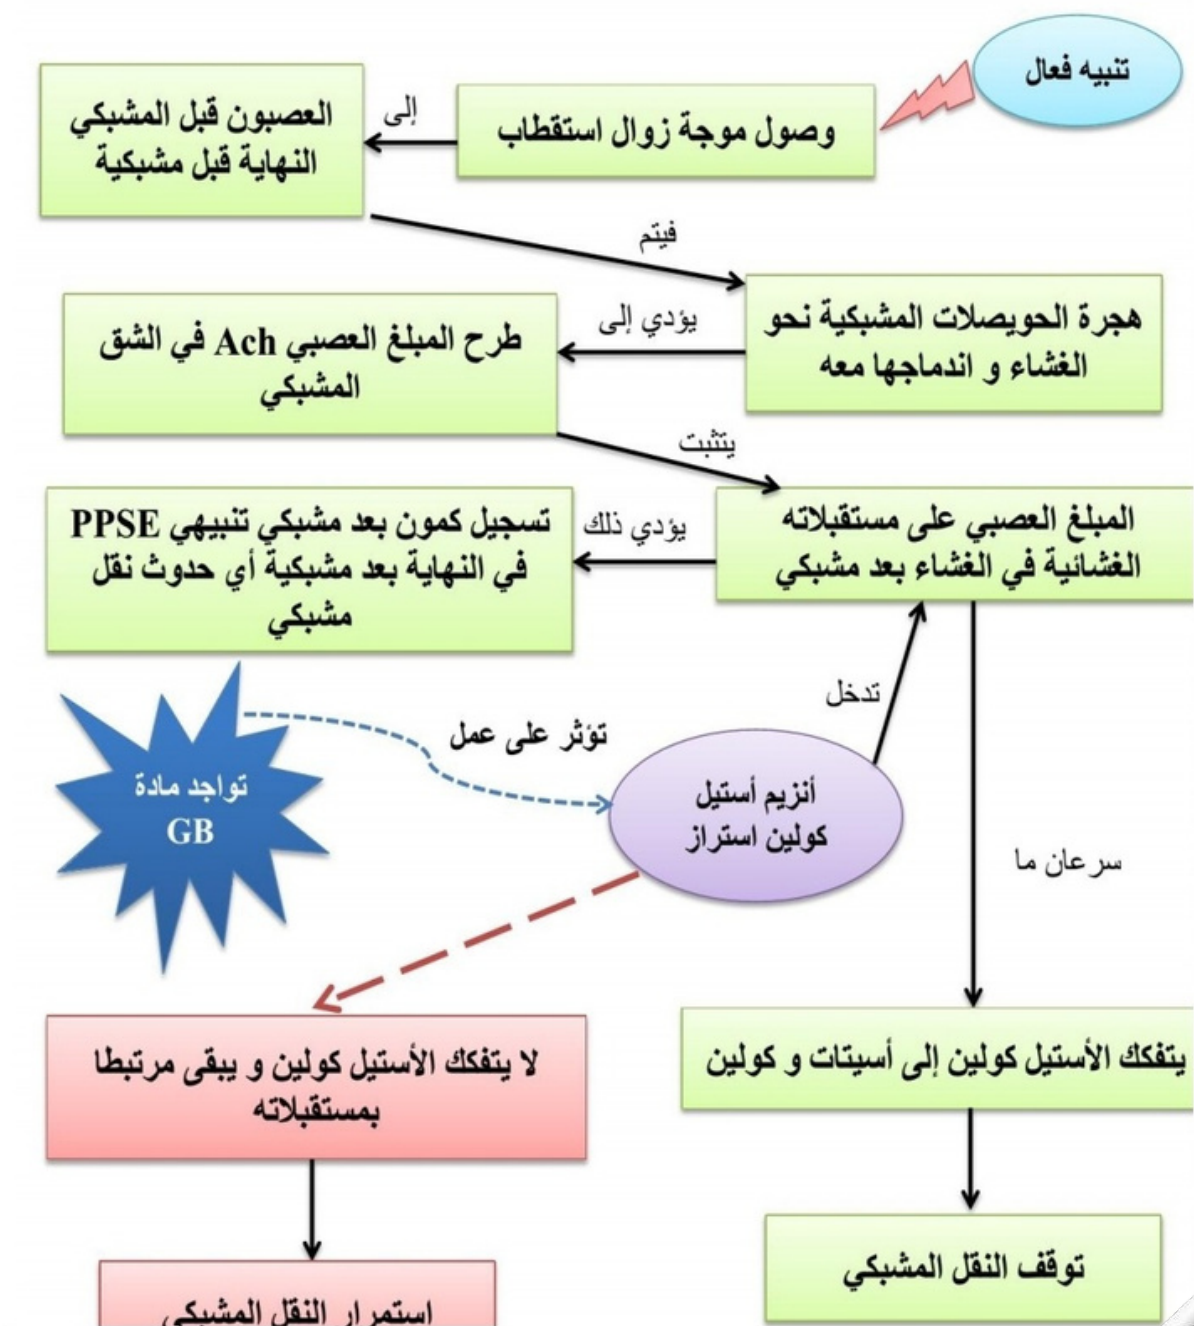 تنبيه فعال
وصول موجة زوال استقطاب
إلى
العصبون قبل المشبكي
النهاية قبل مشبكية
فيتم
هجرة الحويصلات المشبكية نحو
الغشاء و اندماجها معه
يؤدي إلى
طرح المبلغ العصبي Ach في الشق
المشبكي
يتثبت
المبلغ العصبي على مستقبلاته
الغشائية في الغشاء بعد مشبكي
يؤدي ذلك
تسجيل كمون بعد مشبكي تنبيهي PPSE
في النهاية بعد مشبكية أي حدوث نقل
مشبكي
تدخل
تؤثر على عمل
تواجد مادة
GB
أنزيم أستيل
كولين استراز
سرعان ما
يتفكك الأستيل كولين إلى أسيتات و كولين
لا يتفكك الأستيل كولين و يبقى مرتبطا
بمستقبلاته
توقف النقل المشبكي
استمرار النقل المشبكي